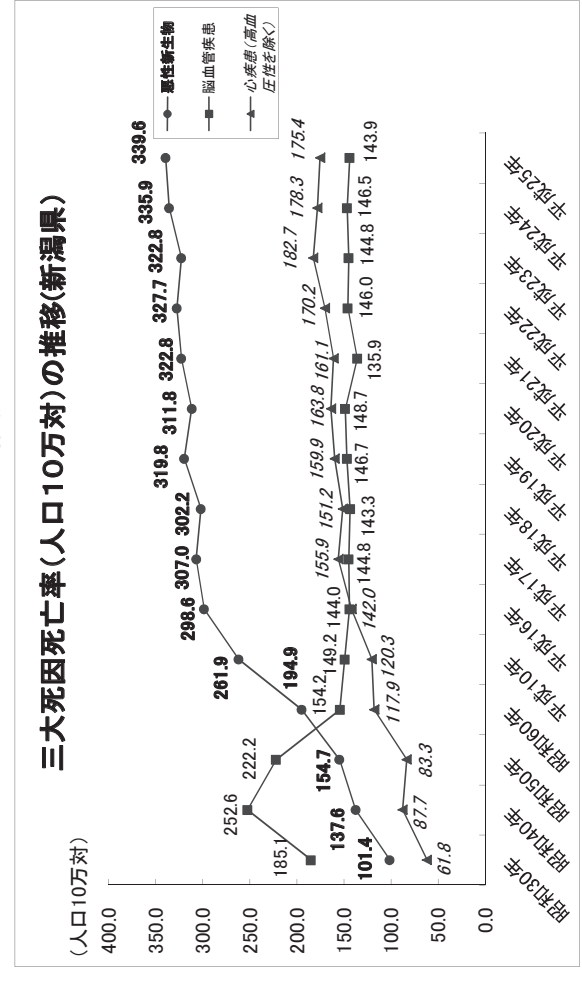 三大死因死亡率(人口10万対)の推移(新潟県)
(人口10万対)
400.0
350.0
300.0
250.0
200.0
150.0
100.0
50.0
0.0
悪性新生物
脳血管疾患
心疾患(高血
圧性を除く)
101.4
137.6
154.7
194.9
261.9
298.6
307.0
302.2
319.8
311.8
322.8
327.7
322.8
335.9
339.6
185.1
252.6
222.2
154.2
149.2
144.0
144.8
143.3
146.7
148.7
135.9
146.0
144.8
146.5
143.9
61.8
87.7
83.3
117.9
120.3
142.0
155.9
151.2
159.9
163.8
161.1
170.2
182.7
178.3
175.4
昭和30年
昭和40年
昭和50年
昭和60年
平成10年
平成16年
平成17年
平成18年
平成19年
平成20年
平成21年
平成22年
平成23年
平成24年
平成25年